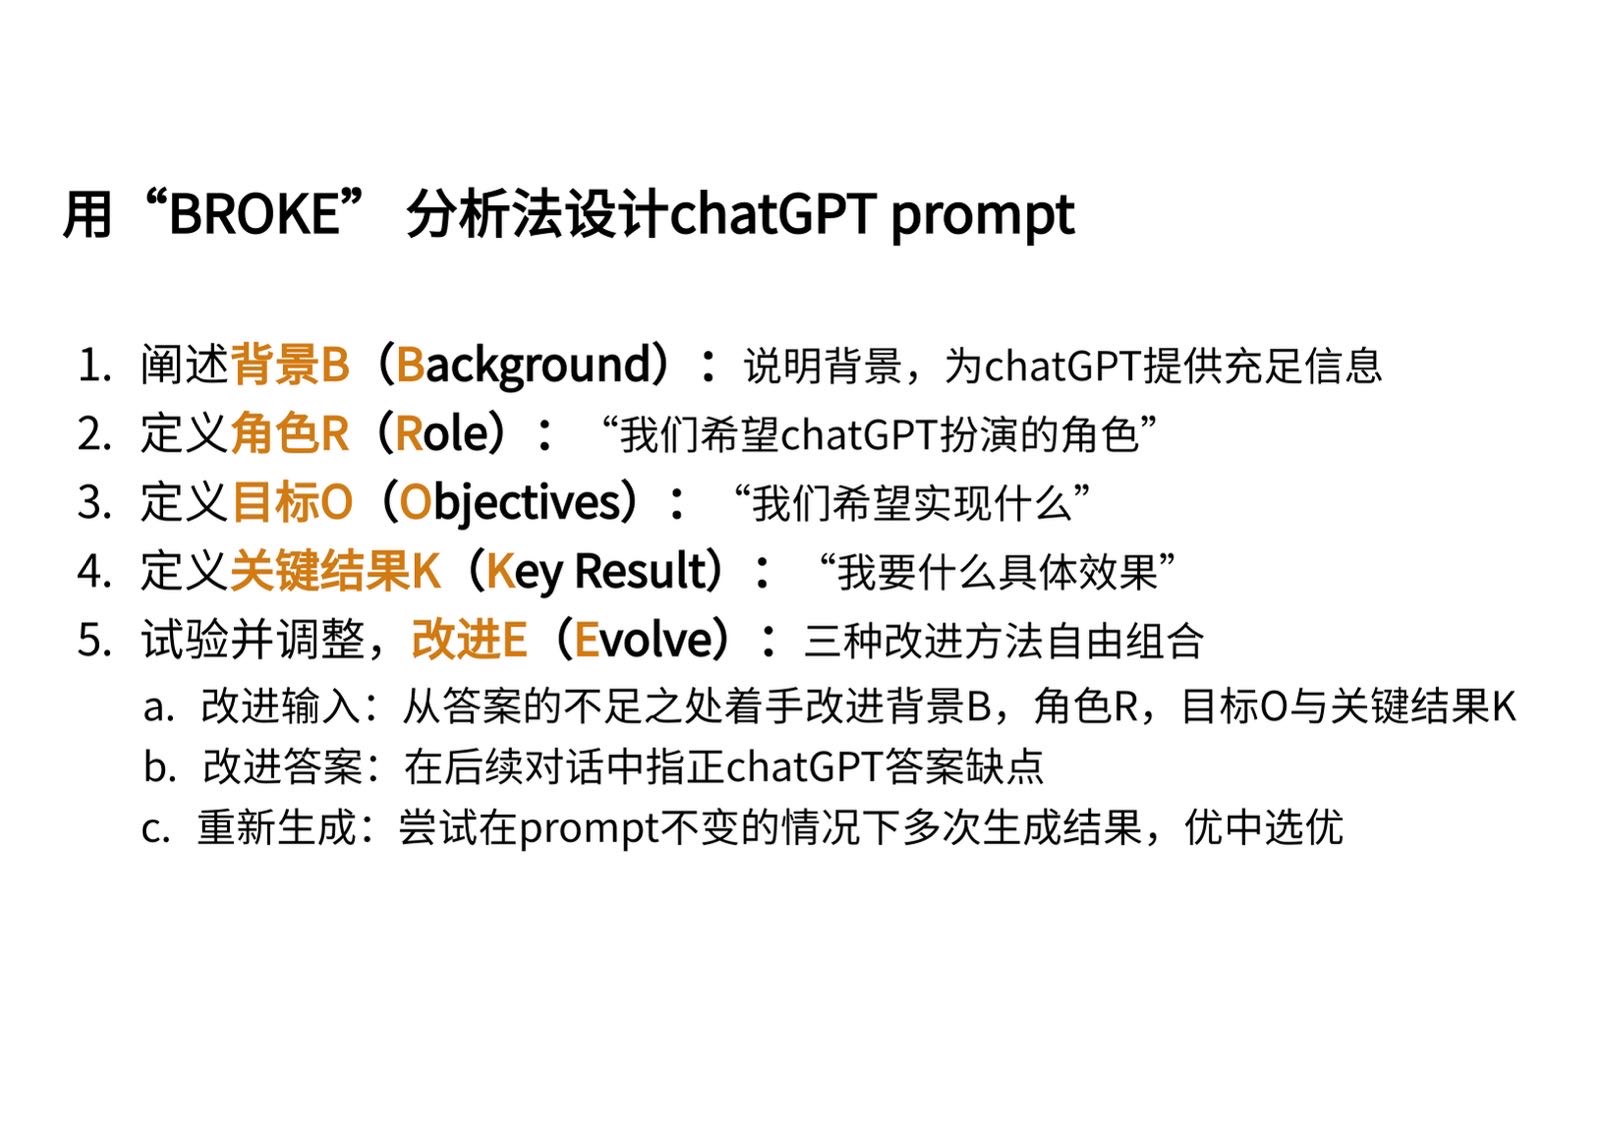 用“BROKE” 分析法设计chatGPT prompt
1. 阐述背景B（Background）：说明背景，为chatGPT提供充足信息
2. 定义角色R（Role）：“我们希望chatGPT扮演的角色”
3. 定义目标O（Objectives）：“我们希望实现什么”
4. 定义关键结果K（Key Result）：“我要什么具体效果”
5. 试验并调整，改进E（Evolve）：三种改进方法自由组合
a. 改进输入：从答案的不足之处着手改进背景B，角色R，目标O与关键结果K
b. 改进答案：在后续对话中指正chatGPT答案缺点
c. 重新生成：尝试在prompt不变的情况下多次生成结果，优中选优